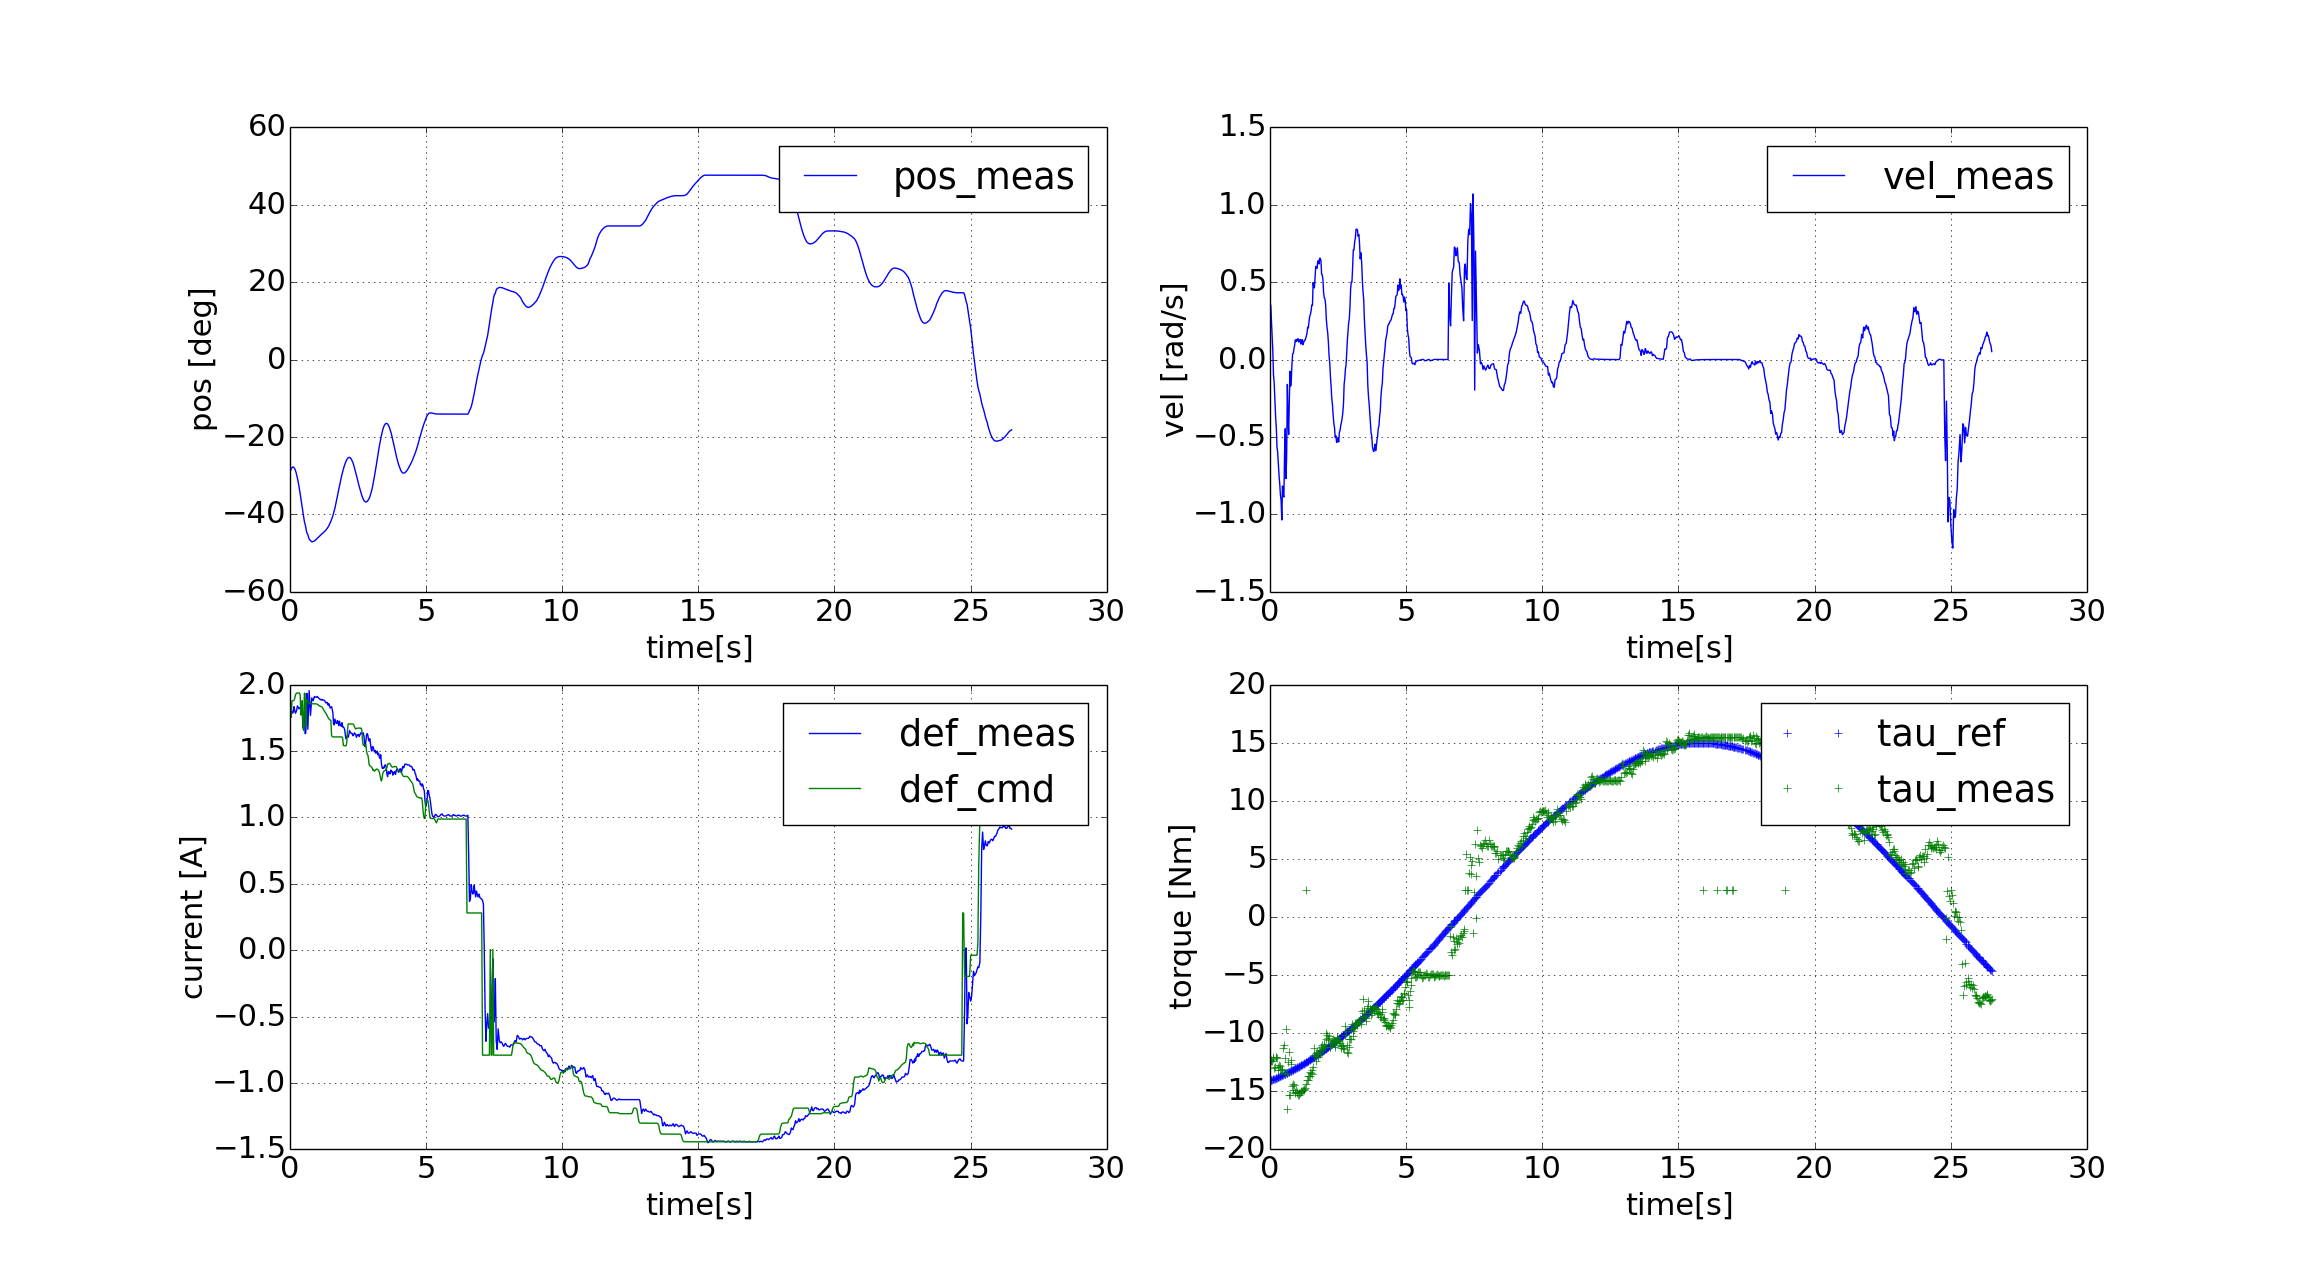 60
40
20
0
−20
−40
−60
pos [deg]
pos_meas
0 5 10 15 20 25 30
time[s]
1.5
1.0
0.5
0.0
−0.5
−1.0
−1.5
vel [rad/s]
vel_meas
0 5 10 15 20 25 30
time[s]
2.0
1.5
1.0
0.5
0.0
−0.5
−1.0
−1.5
current [A]
def_meas
def_cmd
0 5 10 15 20 25 30
time[s]
20
15
10
5
0
−5
−10
−15
−20
torque [Nm]
tau_ref
tau_meas
0 5 10 15 20 25 30
time[s]